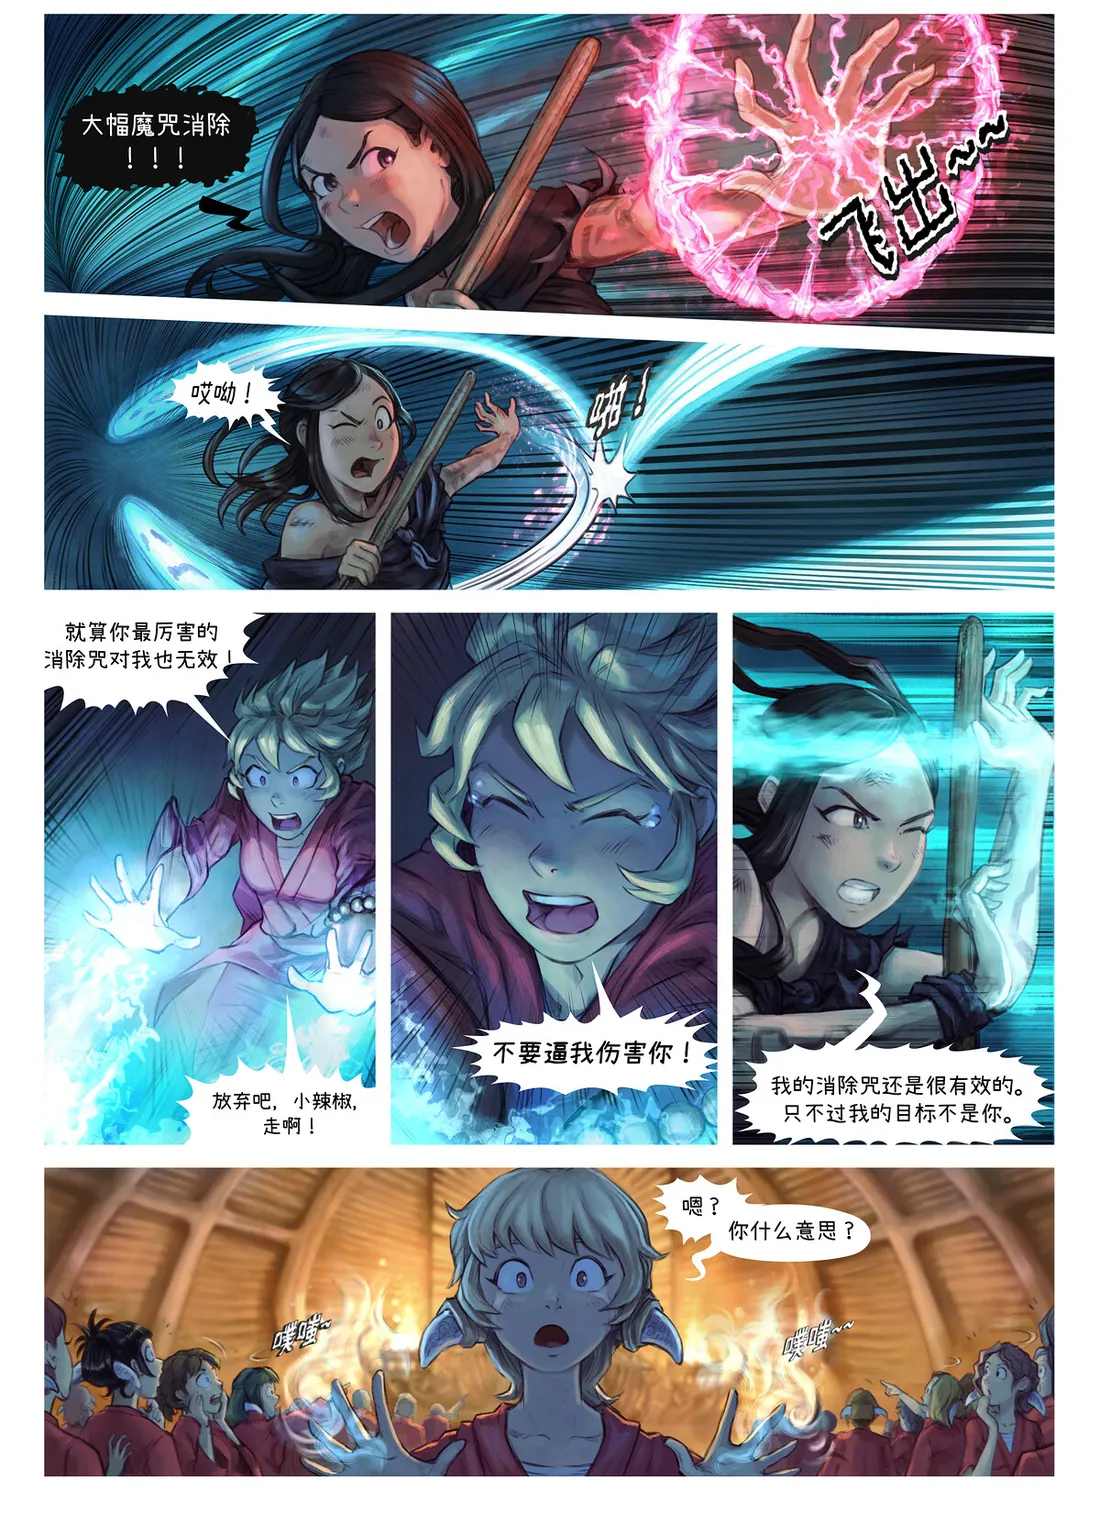 大幅魔咒消除
！！！
飞出~~
哎呦！
啪！
就算你最厉害的
消除咒对我也无效！
放弃吧，小辣椒，
走啊！
不要逼我伤害你！
我的消除咒还是很有效的。
只不过我的目标不是你。
嗯？
你什么意思？
噗嗤~
噗嗤~~